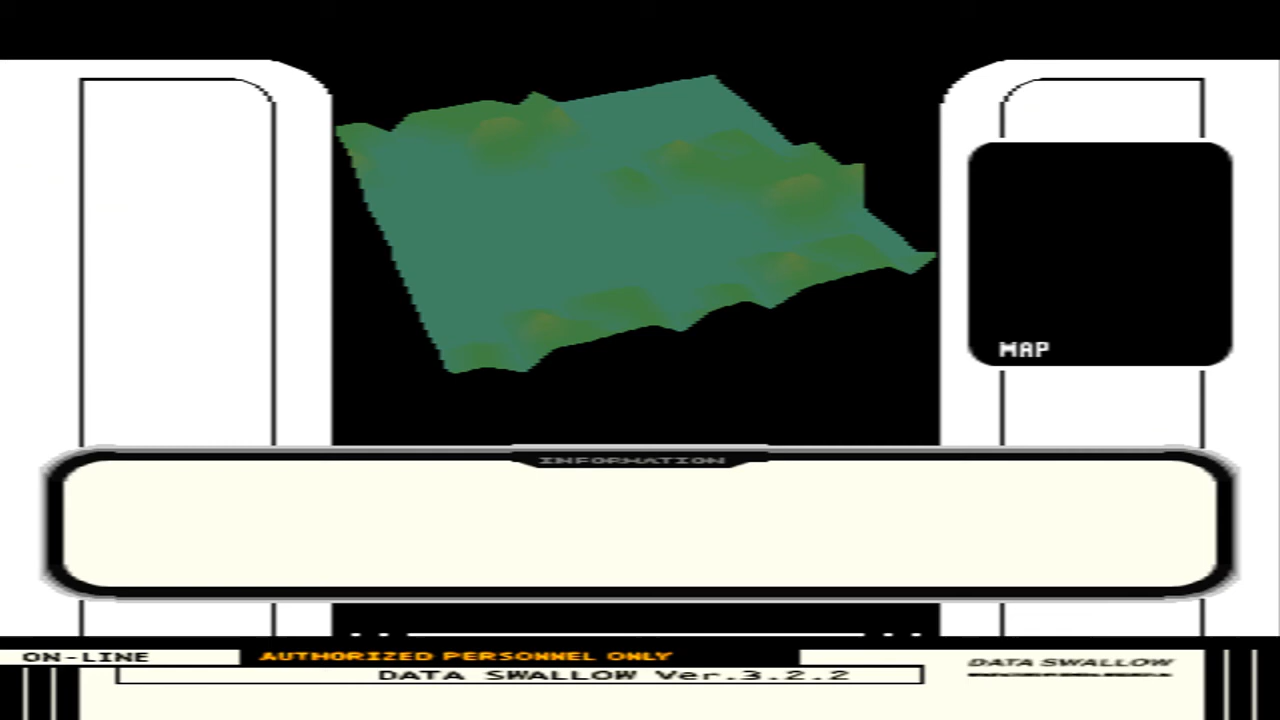 MAP
INFORMATION
ON-LINE
AUTHORIZED PERSONNEL ONLY
DATA SWALLOW Ver.3.2.2
DATA SWALLOW